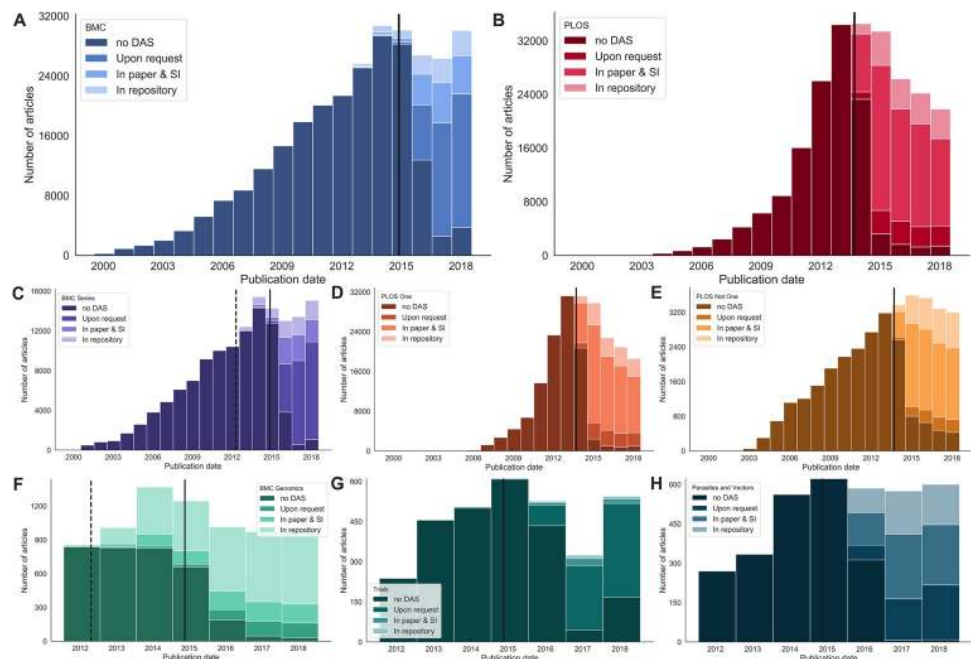 A
BMC
no DAS
Upon request
In paper & SI
In repository
Number of articles
32000
24000
16000
8000
0
2000 2003 2006 2009 2012 2015 2018
Publication date
B
PLOS
no DAS
Upon request
In paper & SI
In repository
Number of articles
32000
24000
16000
8000
0
2000 2003 2006 2009 2012 2015 2018
Publication date
C
BMC Series
no DAS
Upon request
In paper & SI
In repository
Number of articles
16000
12000
8000
4000
0
2000 2003 2006 2009 2012 2015 2018
Publication date
D
PLOS One
no DAS
Upon request
In paper & SI
In repository
Number of articles
32000
24000
16000
8000
0
2000 2003 2006 2009 2012 2015 2018
Publication date
E
PLOS Not One
no DAS
Upon request
In paper & SI
In repository
Number of articles
3200
2400
1600
800
0
2000 2003 2006 2009 2012 2015 2018
Publication date
F
BMC Genomics
no DAS
Upon request
In paper & SI
In repository
Number of articles
1200
900
600
300
0
2012 2013 2014 2015 2016 2017 2018
Publication date
G
Trials
no DAS
Upon request
In paper & SI
In repository
Number of articles
600
450
300
150
0
2012 2013 2014 2015 2016 2017 2018
Publication date
H
Parasites and Vectors
no DAS
Upon request
In paper & SI
In repository
Number of articles
600
450
300
150
0
2012 2013 2014 2015 2016 2017 2018
Publication date